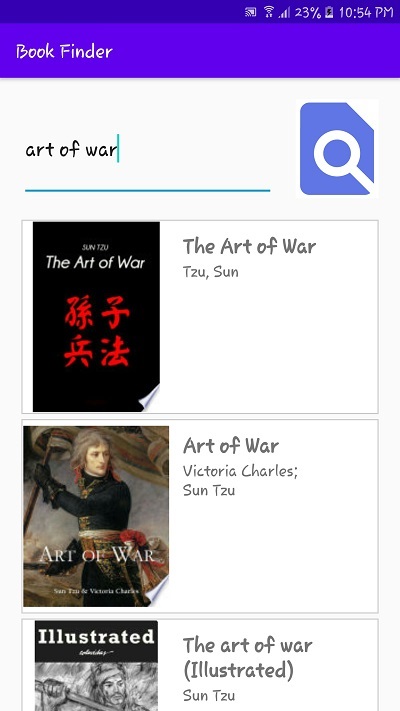 23% 10:54 PM
Book Finder
art of war
SUN TZU
The Art of War
孫子
兵法
The Art of War
Tzu, Sun
ART OF WAR
Sun Tzu & Victoria Charles
Art of War
Victoria Charles;
Sun Tzu
Illustrated
The art of war
(Illustrated)
Sun Tzu